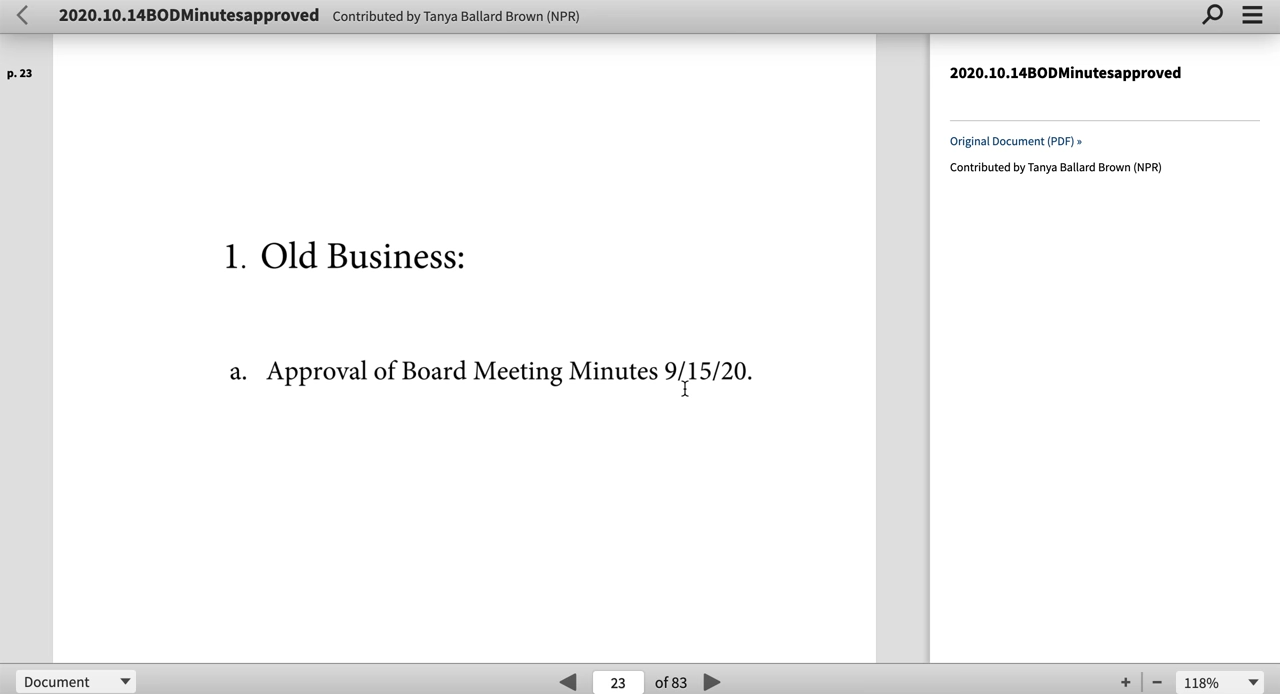 2020.10.14BODMinutesapproved Contributed by Tanya Ballard Brown (NPR)
p. 23
1. Old Business:
a. Approval of Board Meeting Minutes 9/15/20.
2020.10.14BODMinutesapproved
Original Document (PDF) »
Contributed by Tanya Ballard Brown (NPR)
Document 23 of 83 + − 118%